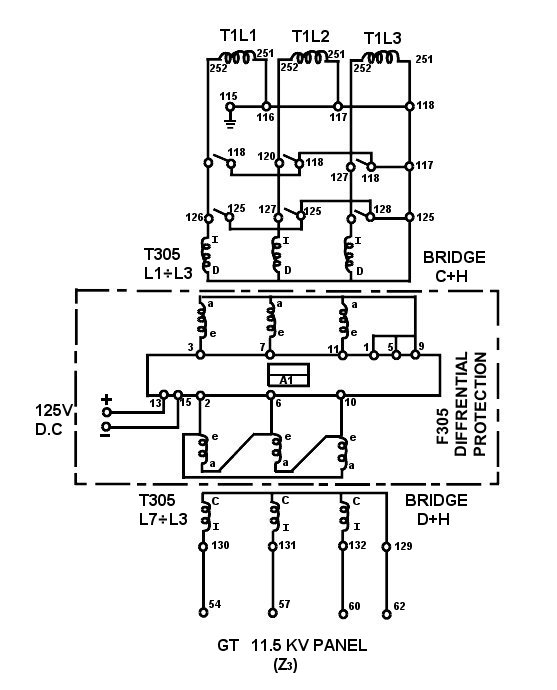 T1L1 T1L2 T1L3
252 251 252 251 252 251
115 116 117 118
118 120 118 127 118 117
126 125 127 125 128 125
I I I
D D D
T305
L1÷L3
BRIDGE
C+H
a a a
e e e
3 7 11 1 5 9
A1
13 15 2 6 10
125V
D.C
+
−
e e e
a a a
F305
DIFFRENTIAL
PROTECTION
T305
L7÷L3
BRIDGE
D+H
C C C
I I I
130 131 132 129
54 57 60 62
GT 11.5 KV PANEL
(Z3)